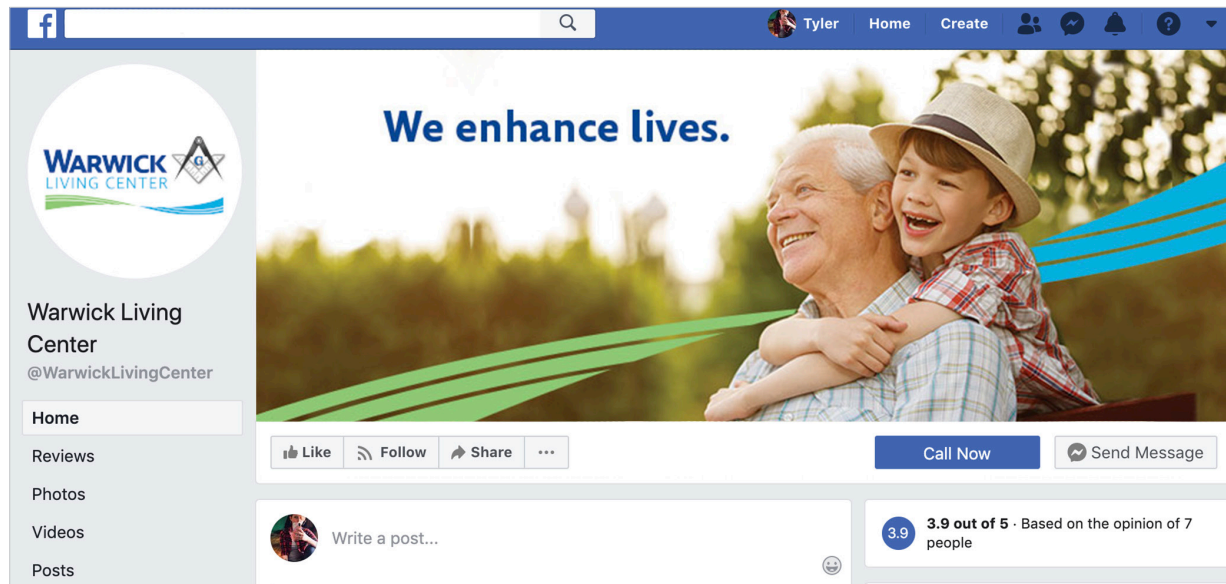 f
Tyler
Home
Create
We enhance lives.
WARWICK
G
LIVING CENTER
Warwick Living
Center
@WarwickLivingCenter
Home
Reviews
Photos
Videos
Posts
Like
Follow
Share
...
Call Now
Send Message
Write a post...
3.9
3.9 out of 5 · Based on the opinion of 7
people